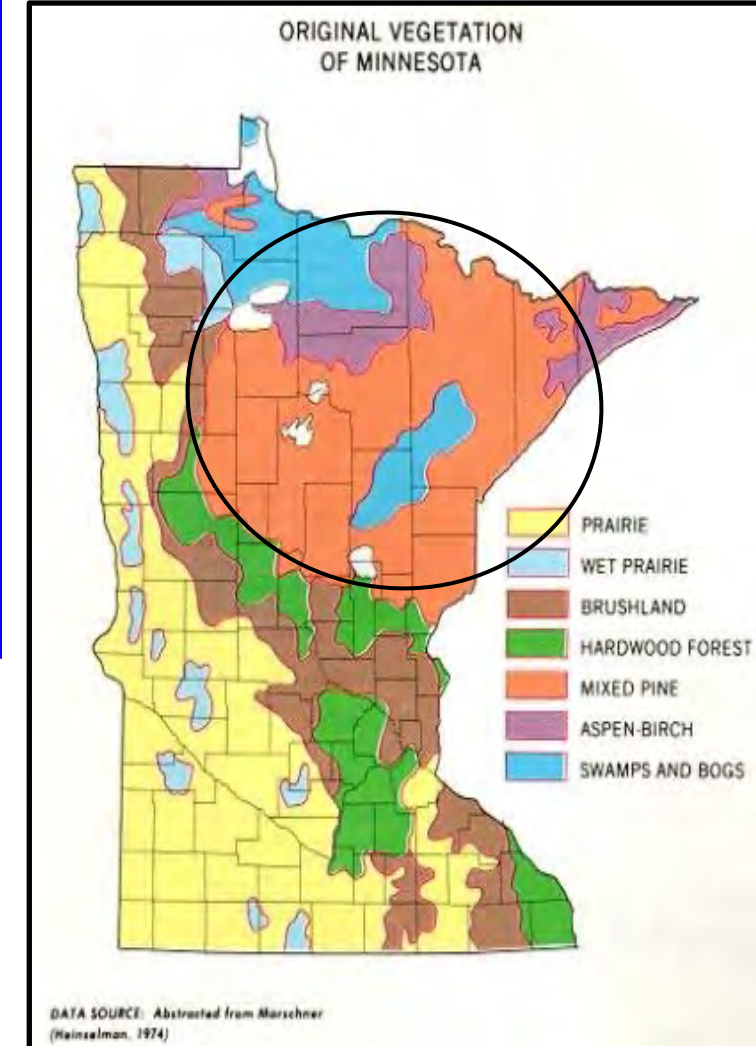 ORIGINAL VEGETATION
OF MINNESOTA
PRAIRIE
WET PRAIRIE
BRUSHLAND
HARDWOOD FOREST
MIXED PINE
ASPEN-BIRCH
SWAMPS AND BOGS
DATA SOURCE: Abstracted from Marschner
(Heinselman, 1974)